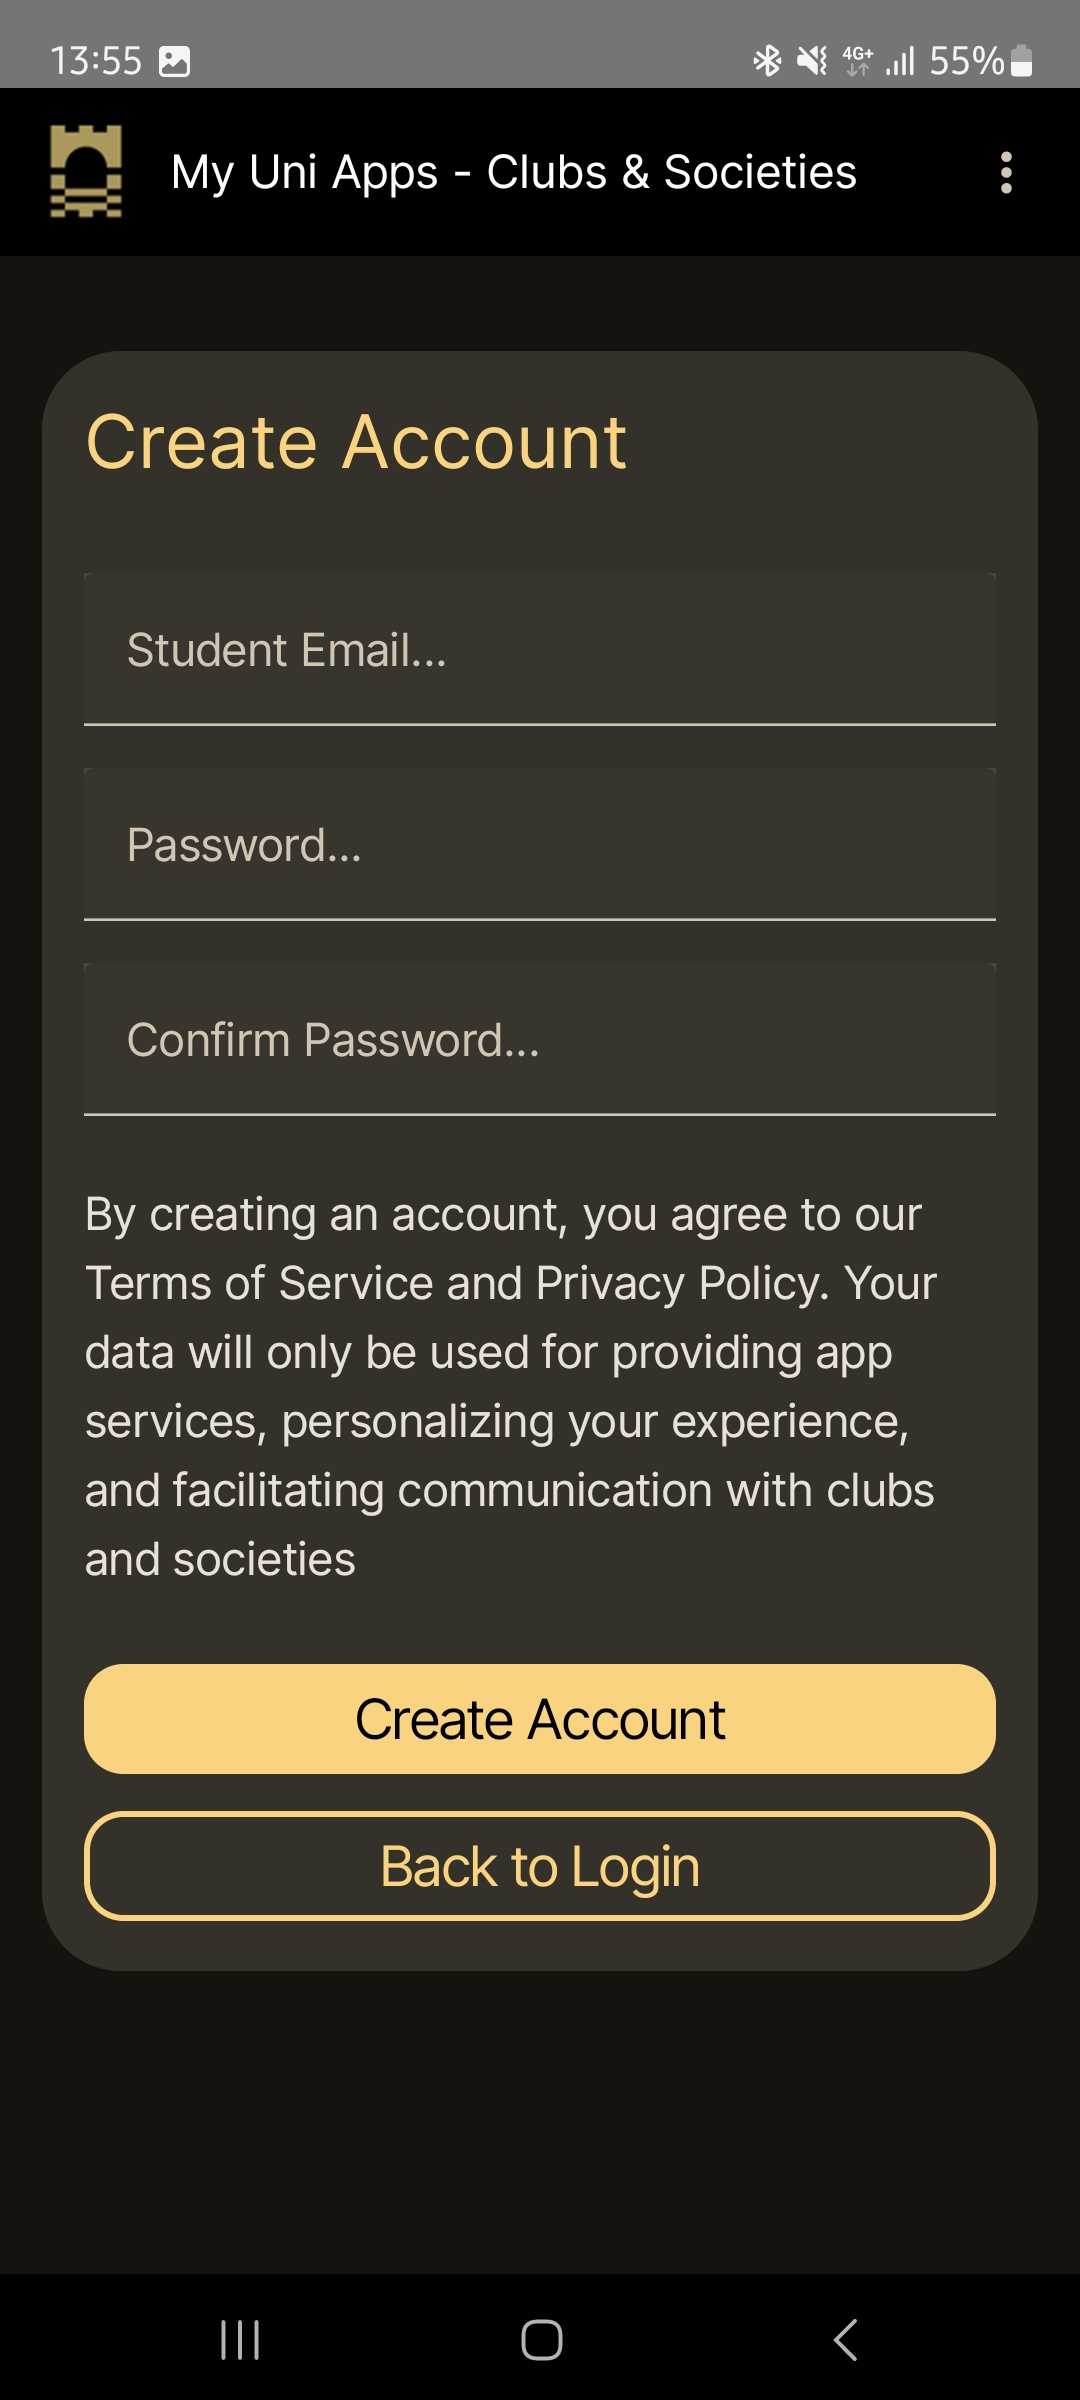 13:55
4G+
55%
My Uni Apps - Clubs & Societies
Create Account
Student Email...
Password...
Confirm Password...
By creating an account, you agree to our
Terms of Service and Privacy Policy. Your
data will only be used for providing app
services, personalizing your experience,
and facilitating communication with clubs
and societies
Create Account
Back to Login